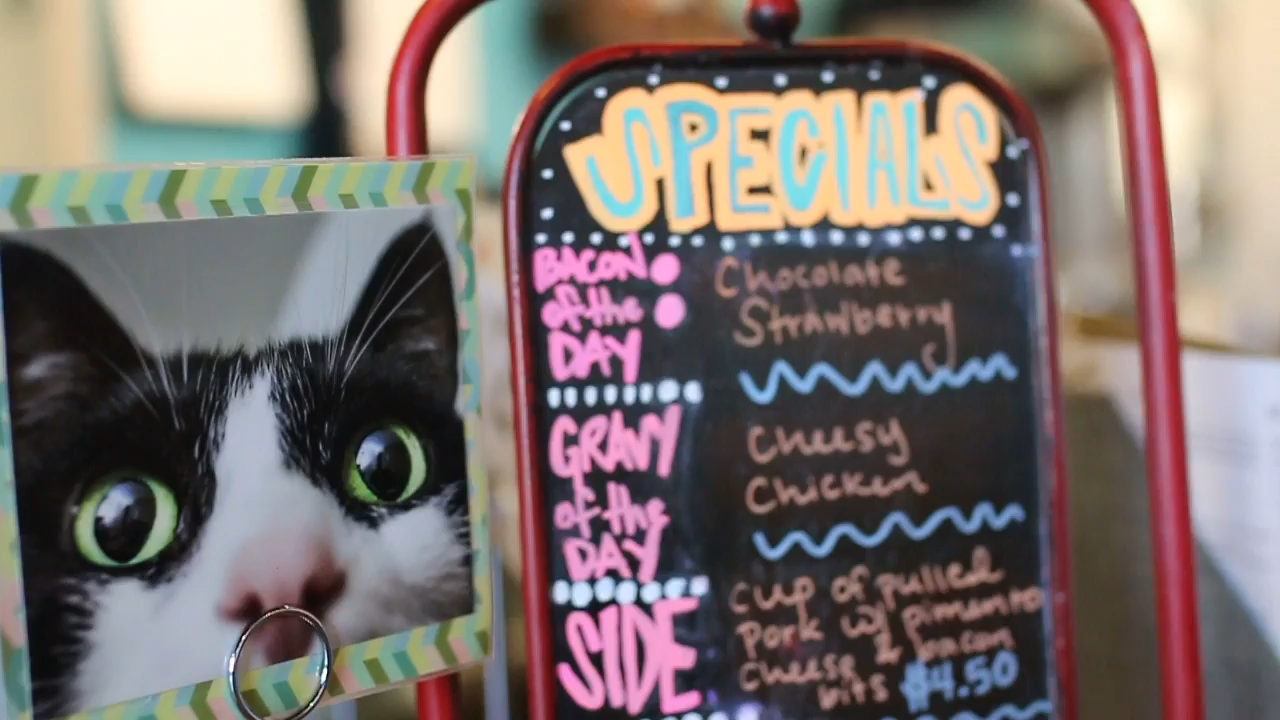 SPECIALS
BACON
of the
DAY
Chocolate
Strawberry
GRAVY
of the
DAY
Cheesy
Chicken
SIDE
cup of pulled
pork w/ pimento
cheese & bacon
bits $4.50